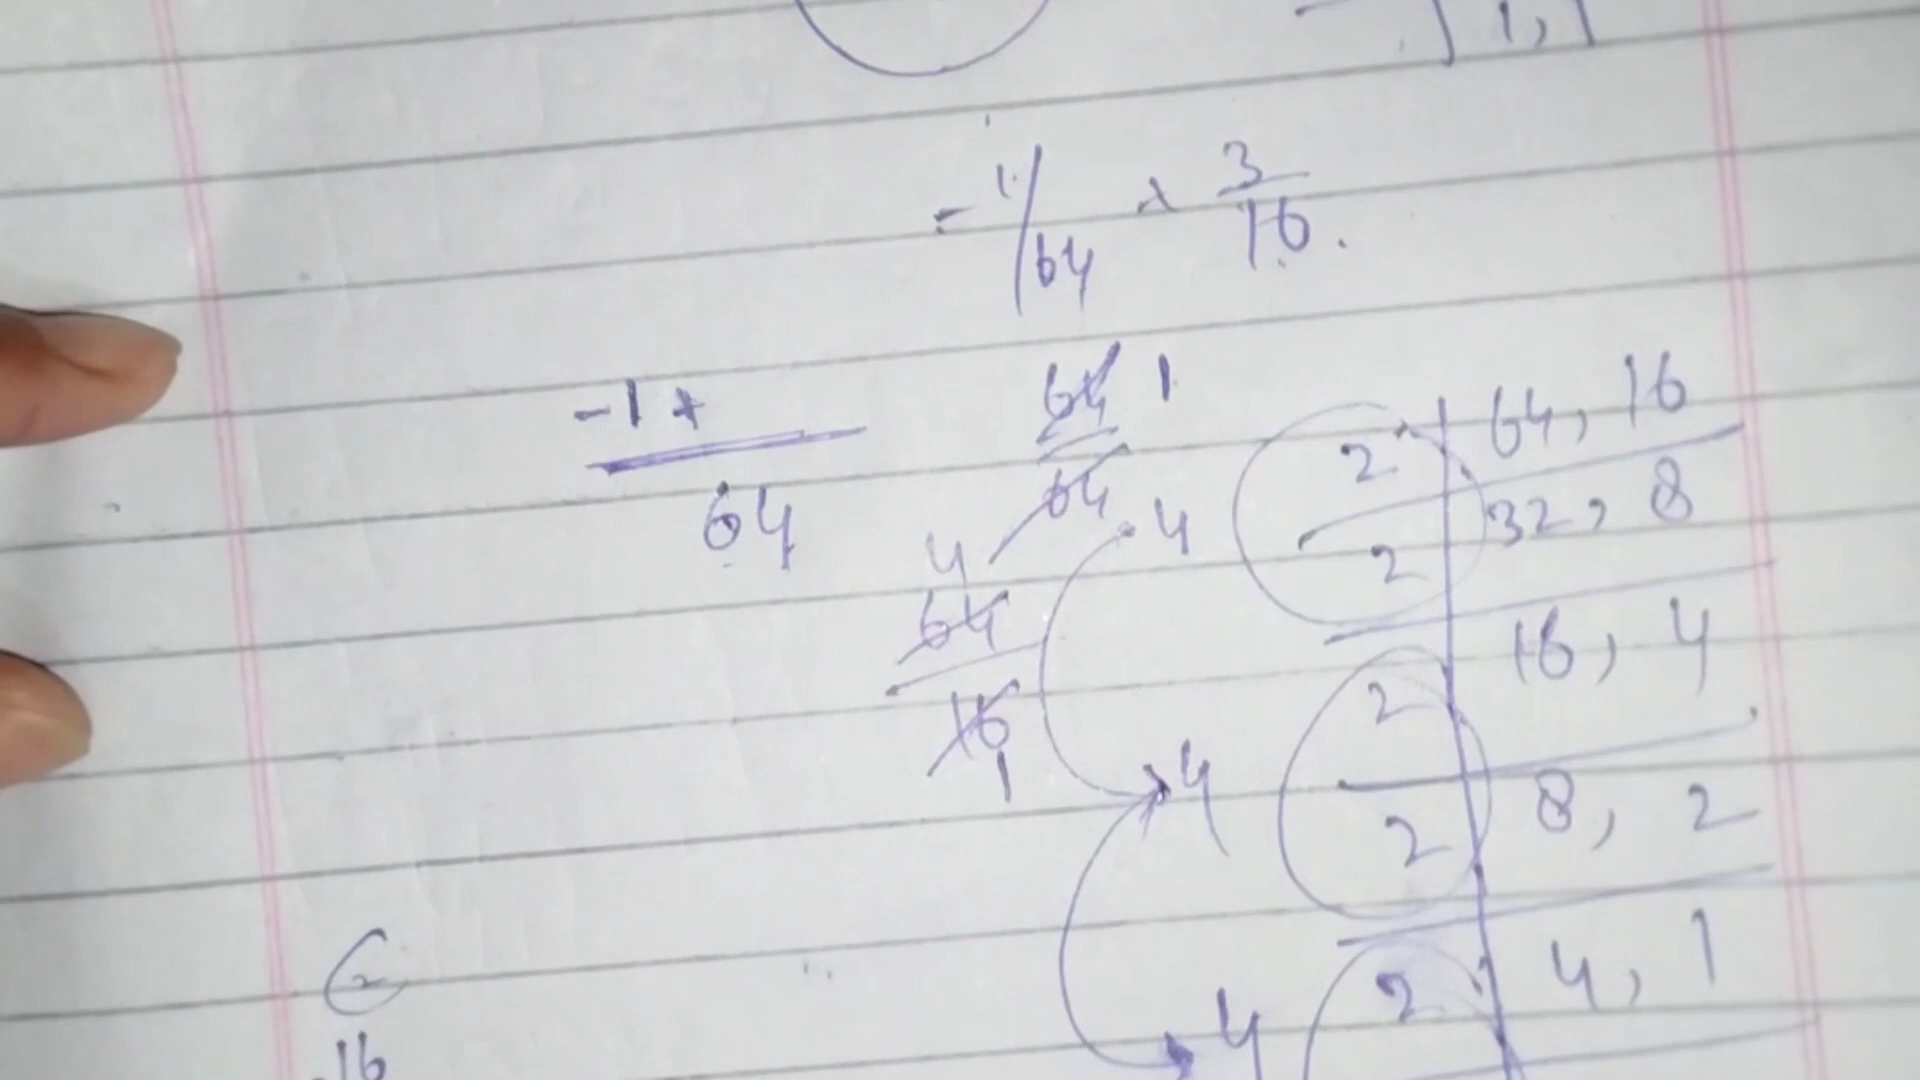 1, 1
- 1/64 + 3/16.
-1 +
64
64 1
64
4
64
16
1
4
4
4
2 | 64, 16
2 | 32, 8
2 | 16, 4
2 | 8, 2
2 | 4, 1
16